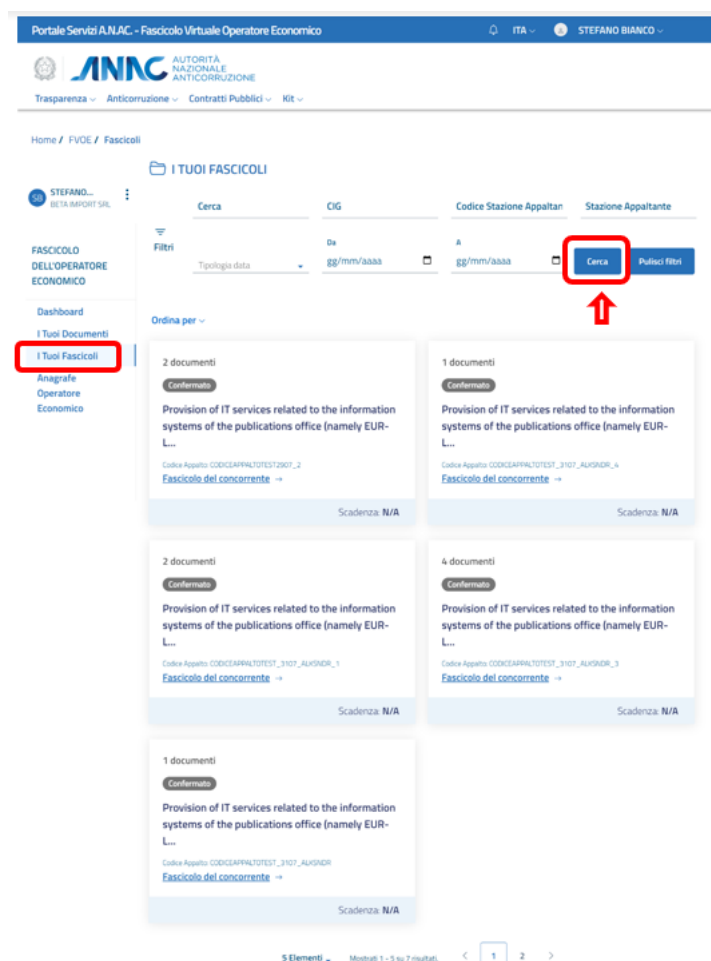 Portale Servizi A.N.AC. - Fascicolo Virtuale Operatore Economico
ITA
STEFANO BIANCO
ANAC
AUTORITÀ
NAZIONALE
ANTICORRUZIONE
Trasparenza Anticorruzione Contratti Pubblici Kit
Home / FVOE / Fascicoli
I TUOI FASCICOLI
SB
STEFANO...
BETA IMPORT SRL
Cerca CIG Codice Stazione Appaltan Stazione Appaltante
Filtri
Tipologia data
Da
gg/mm/aaaa
A
gg/mm/aaaa
Cerca
Pulisci filtri
FASCICOLO
DELL'OPERATORE
ECONOMICO
Dashboard
I Tuoi Documenti
I Tuoi Fascicoli
Anagrafe
Operatore
Economico
Ordina per
2 documenti
Confermato
Provision of IT services related to the information
systems of the publications office (namely EUR-
L...
Codice Appalto: CODICEAPPALTOTEST2907_2
Fascicolo del concorrente →
Scadenza: N/A
1 documenti
Confermato
Provision of IT services related to the information
systems of the publications office (namely EUR-
L...
Codice Appalto: CODICEAPPALTOTEST_3107_ALKSNDR_4
Fascicolo del concorrente →
Scadenza: N/A
2 documenti
Confermato
Provision of IT services related to the information
systems of the publications office (namely EUR-
L...
Codice Appalto: CODICEAPPALTOTEST_3107_ALKSNDR_1
Fascicolo del concorrente →
Scadenza: N/A
4 documenti
Confermato
Provision of IT services related to the information
systems of the publications office (namely EUR-
L...
Codice Appalto: CODICEAPPALTOTEST_3107_ALKSNDR_3
Fascicolo del concorrente →
Scadenza: N/A
1 documenti
Confermato
Provision of IT services related to the information
systems of the publications office (namely EUR-
L...
Codice Appalto: CODICEAPPALTOTEST_3107_ALKSNDR
Fascicolo del concorrente →
Scadenza: N/A
5 Elementi Mostrati 1 - 5 su 7 risultati. < 1 2 >